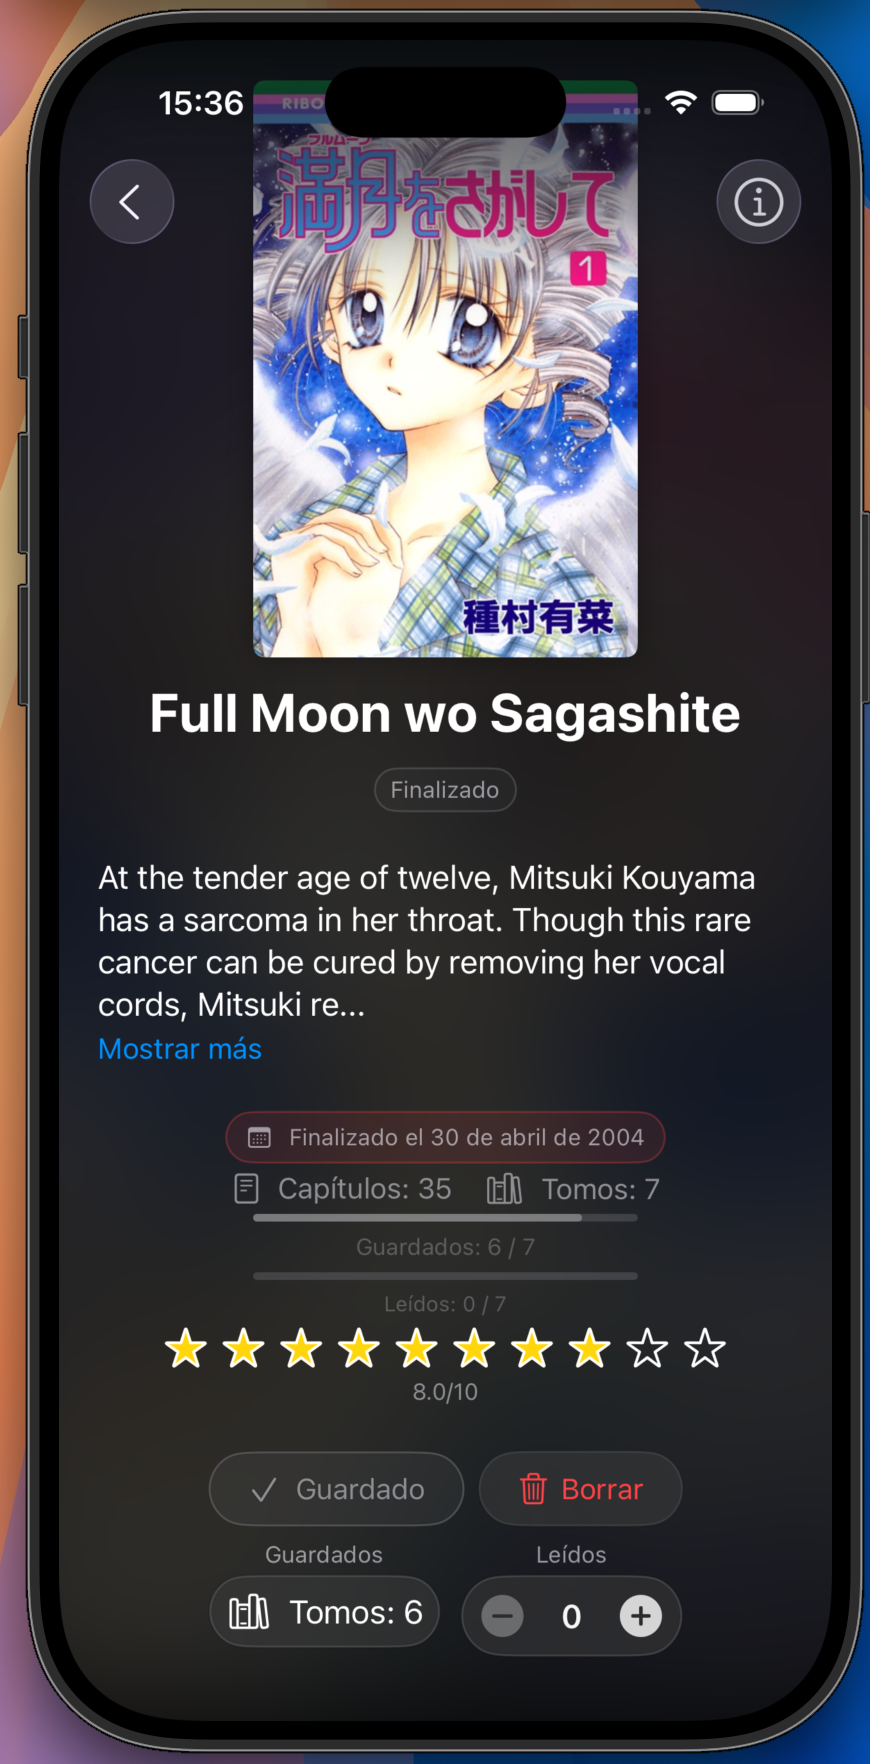 15:36
RIBO
フルムーン
満月をさがして
1
種村有菜
Full Moon wo Sagashite
Finalizado
At the tender age of twelve, Mitsuki Kouyama
has a sarcoma in her throat. Though this rare
cancer can be cured by removing her vocal
cords, Mitsuki re...
Mostrar más
Finalizado el 30 de abril de 2004
Capítulos: 35 Tomos: 7
Guardados: 6 / 7
Leídos: 0 / 7
8.0/10
Guardado Borrar
Guardados Leídos
Tomos: 6 0